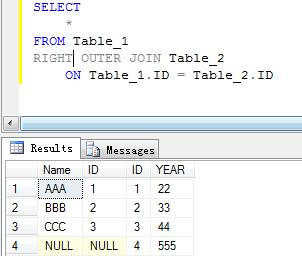 SELECT
*
FROM Table_1
RIGHT OUTER JOIN Table_2
ON Table_1.ID = Table_2.ID
Results Messages
Name ID ID YEAR
1 AAA 1 1 22
2 BBB 2 2 33
3 CCC 3 3 44
4 NULL NULL 4 555